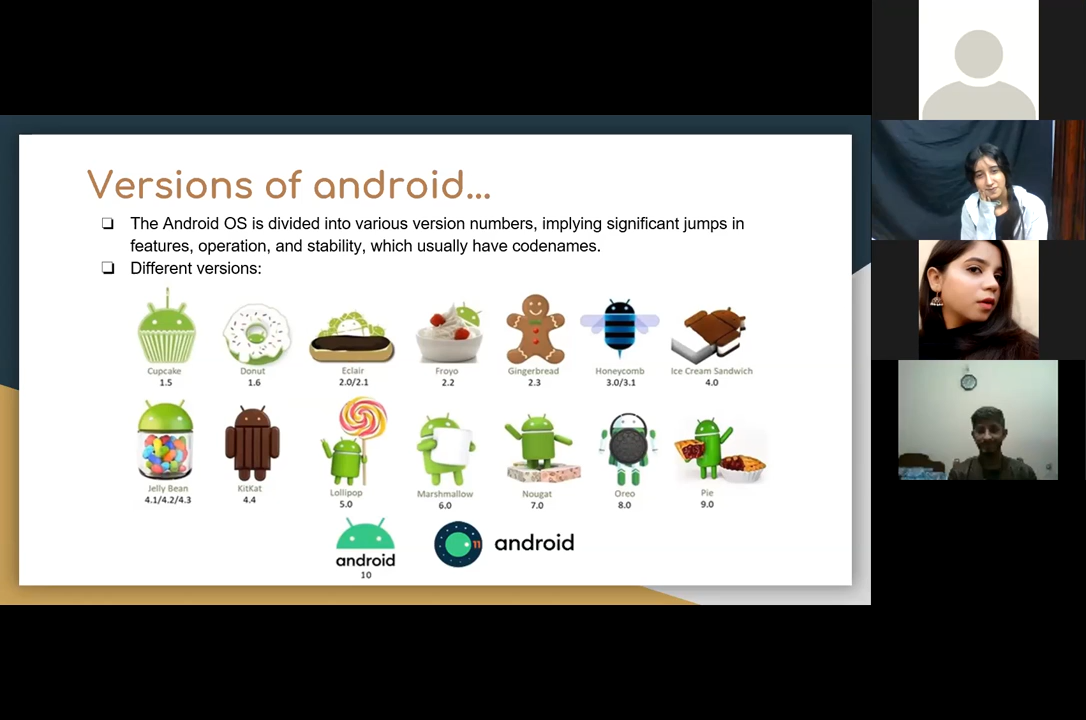 Versions of android...
❏ The Android OS is divided into various version numbers, implying significant jumps in
features, operation, and stability, which usually have codenames.
❏ Different versions:
Cupcake Donut Eclair Froyo Gingerbread Honeycomb Ice Cream Sandwich
1.5 1.6 2.0/2.1 2.2 2.3 3.0/3.1 4.0
Jelly Bean KitKat Lollipop Marshmallow Nougat Oreo Pie
4.1/4.2/4.3 4.4 5.0 6.0 7.0 8.0 9.0
11 android
android
10